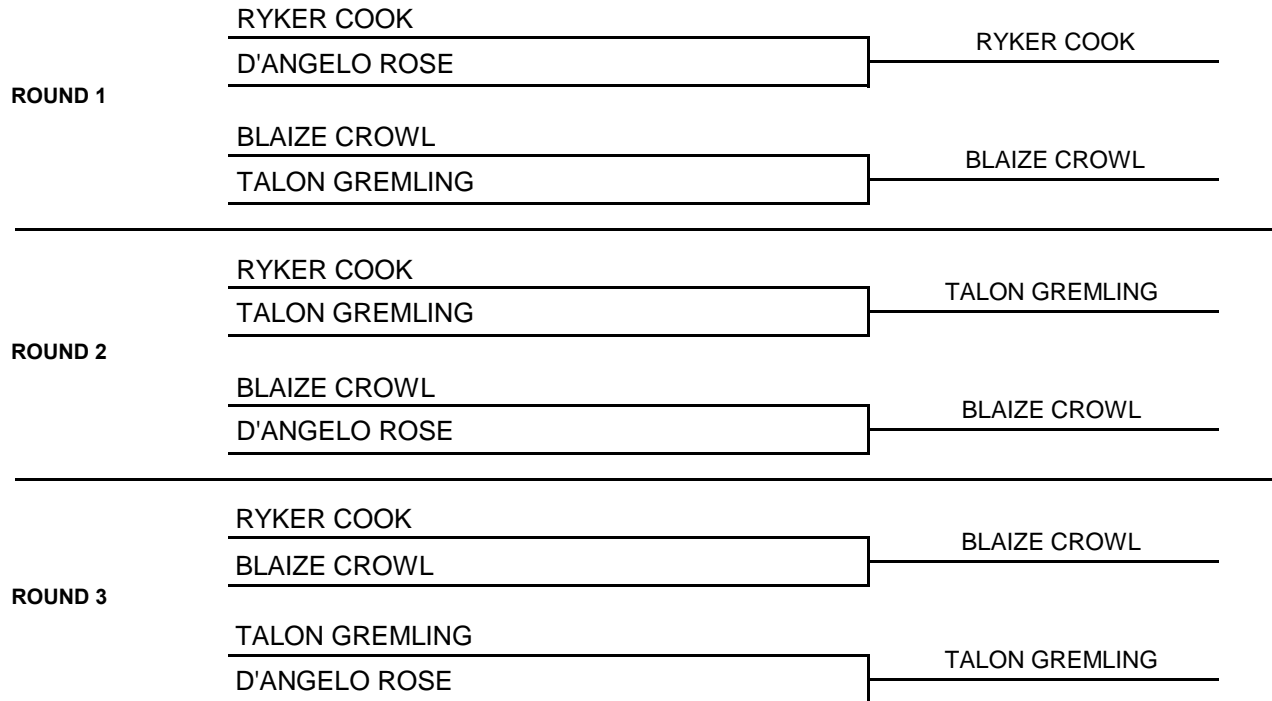 RYKER COOK
RYKER COOK
D'ANGELO ROSE
ROUND 1
BLAIZE CROWL
BLAIZE CROWL
TALON GREMLING
RYKER COOK
TALON GREMLING
TALON GREMLING
ROUND 2
BLAIZE CROWL
BLAIZE CROWL
D'ANGELO ROSE
RYKER COOK
BLAIZE CROWL
BLAIZE CROWL
ROUND 3
TALON GREMLING
TALON GREMLING
D'ANGELO ROSE